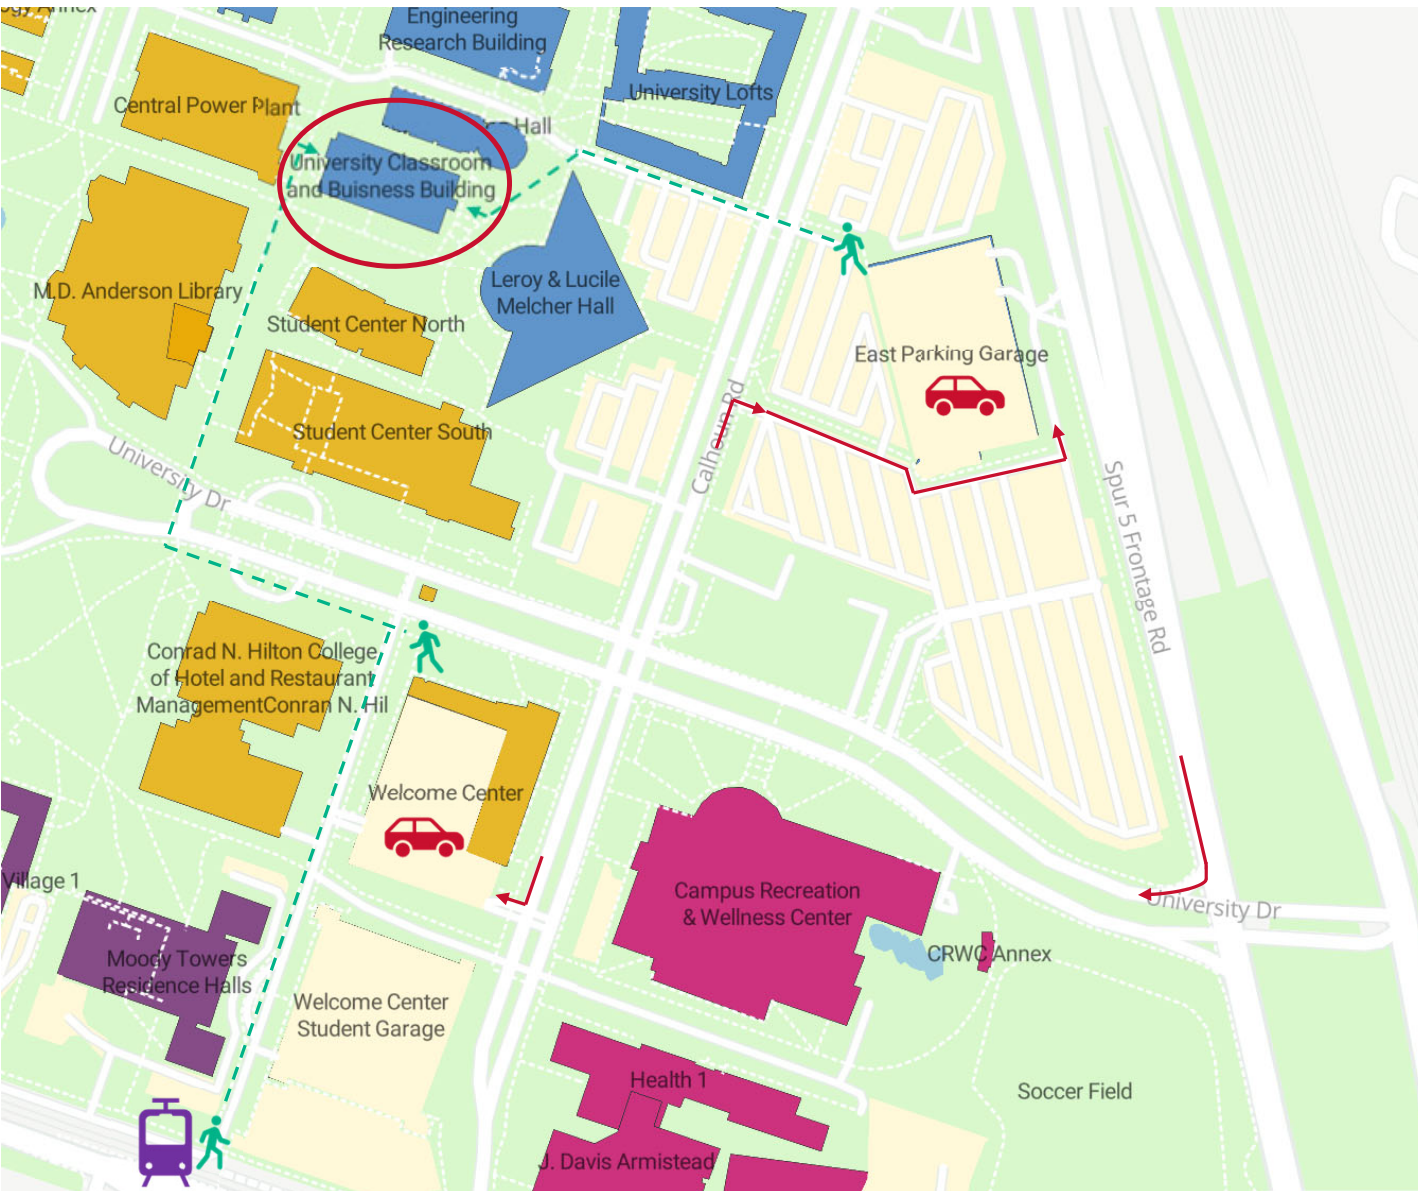 Annex
Engineering
Research Building
Central Power Plant
University Lofts
Hall
University Classroom
and Buisness Building
M.D. Anderson Library
Leroy & Lucile
Melcher Hall
Student Center North
East Parking Garage
Calhoun Rd
Student Center South
University Dr
Spur 5 Frontage Rd
Conrad N. Hilton College
of Hotel and Restaurant
ManagementConran N. Hil
Welcome Center
Village 1
Campus Recreation
& Wellness Center
University Dr
CRWC Annex
Moody Towers
Residence Halls
Welcome Center
Student Garage
Health 1
Soccer Field
J. Davis Armistead